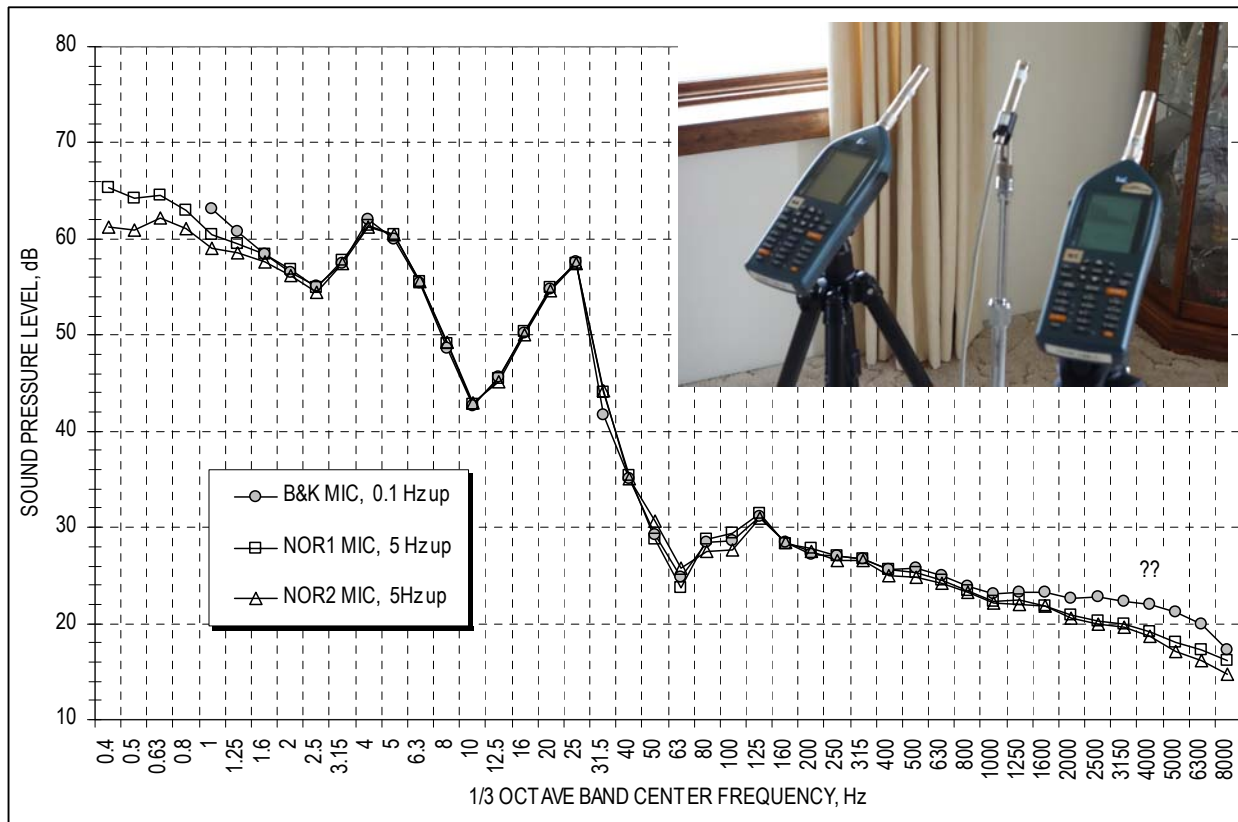 80
70
60
50
40
30
20
10
SOUND PRESSURE LEVEL, dB
B&K MIC, 0.1 Hz up
NOR1 MIC, 5 Hz up
NOR2 MIC, 5Hz up
??
0.4 0.5 0.63 0.8 1 1.25 1.6 2 2.5 3.15 4 5 6.3 8 10 12.5 16 20 25 31.5 40 50 63 80 100 125 160 200 250 315 400 500 630 800 1000 1250 1600 2000 2500 3150 4000 5000 6300 8000
1/3 OCTAVE BAND CENTER FREQUENCY, Hz